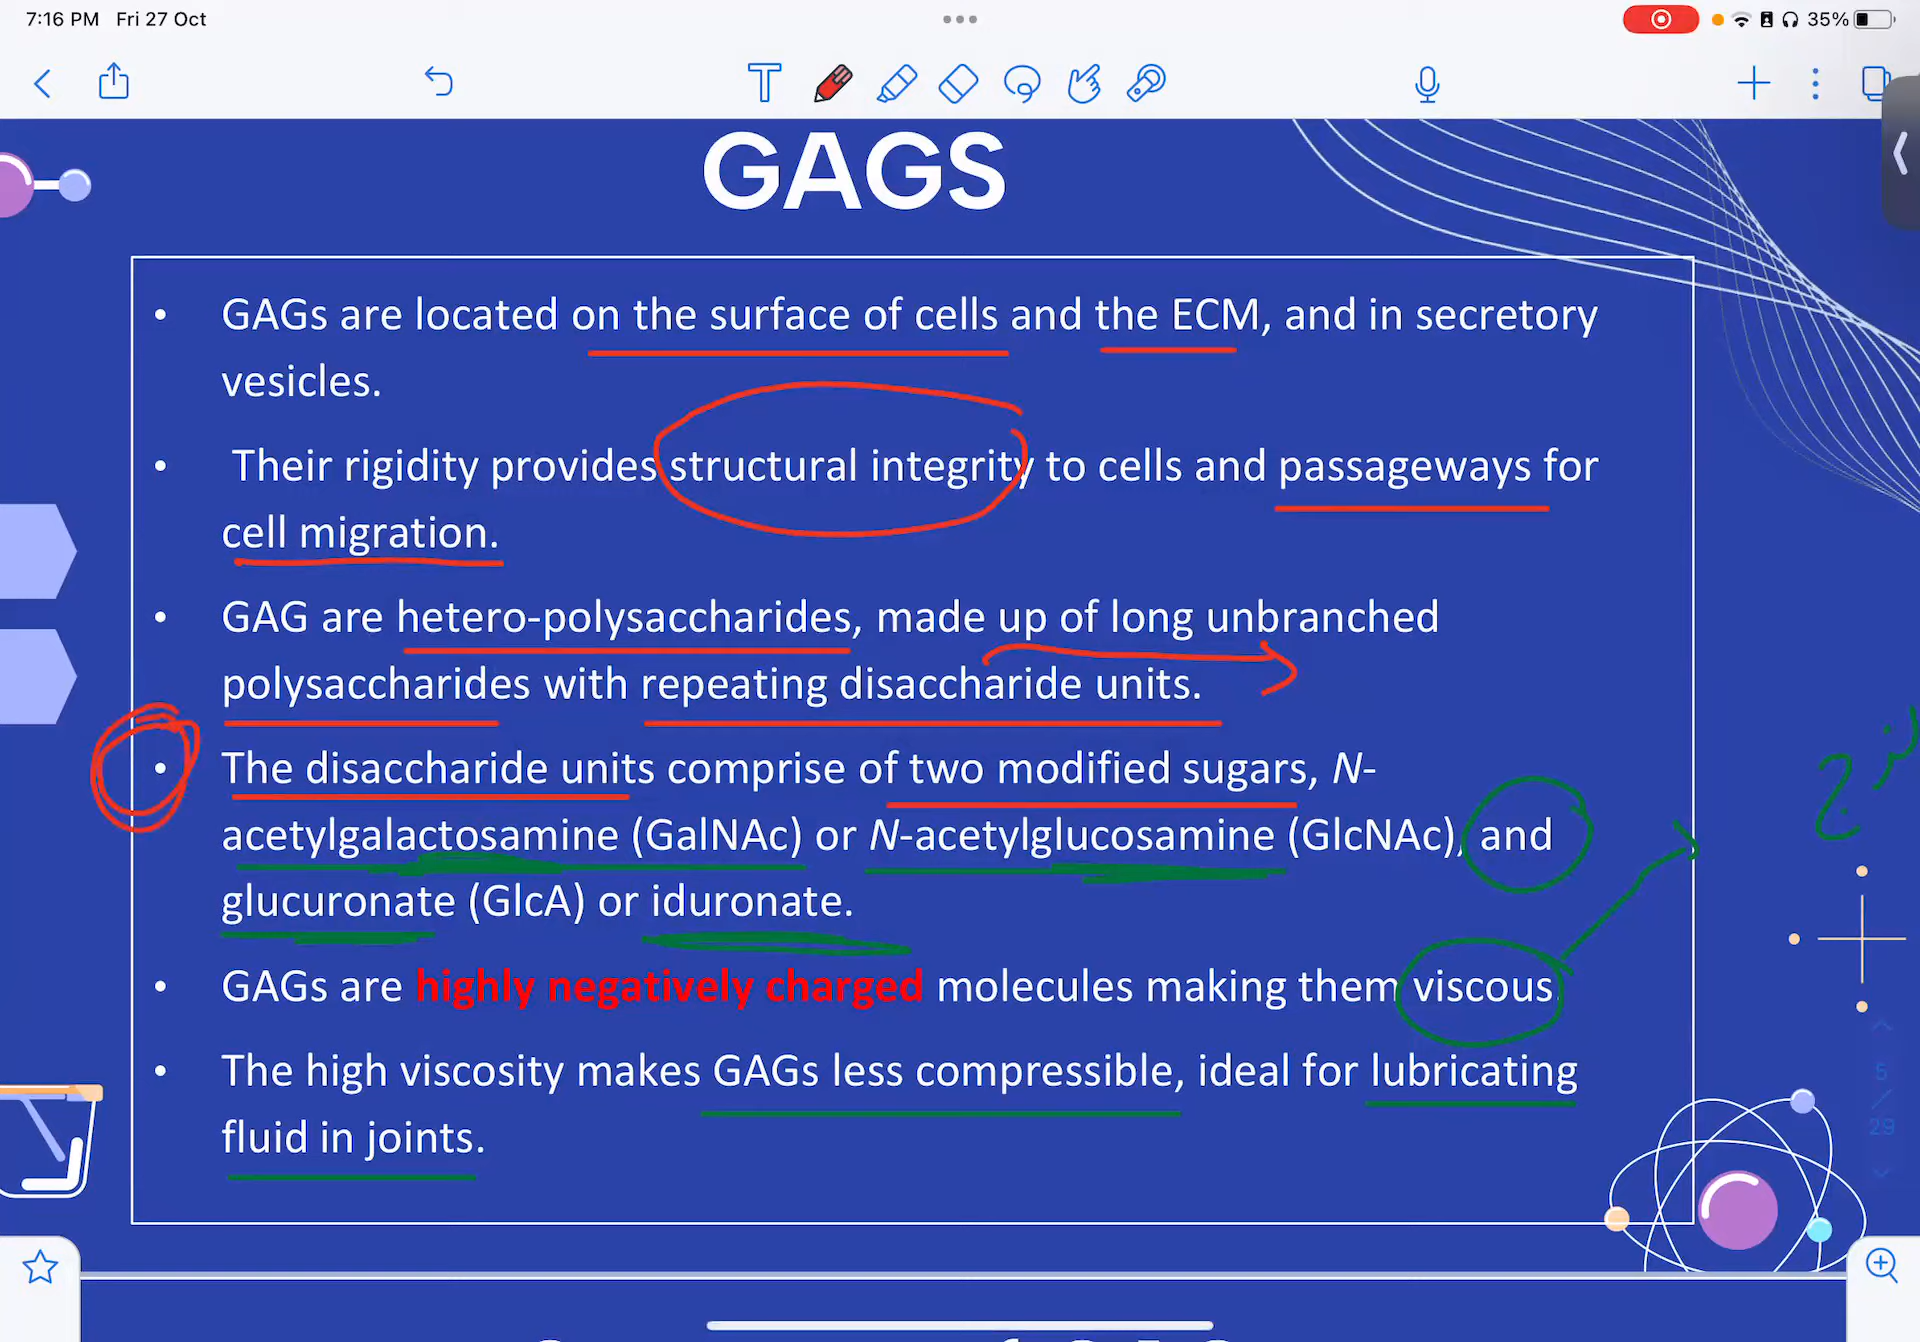 7:16 PM Fri 27 Oct
35%
GAGS
• GAGs are located on the surface of cells and the ECM, and in secretory
vesicles.
• Their rigidity provides structural integrity to cells and passageways for
cell migration.
• GAG are hetero-polysaccharides, made up of long unbranched
polysaccharides with repeating disaccharide units.
• The disaccharide units comprise of two modified sugars, N-
acetylgalactosamine (GalNAc) or N-acetylglucosamine (GlcNAc), and
glucuronate (GlcA) or iduronate.
• GAGs are highly negatively charged molecules making them viscous
• The high viscosity makes GAGs less compressible, ideal for lubricating
fluid in joints.
5
/
29